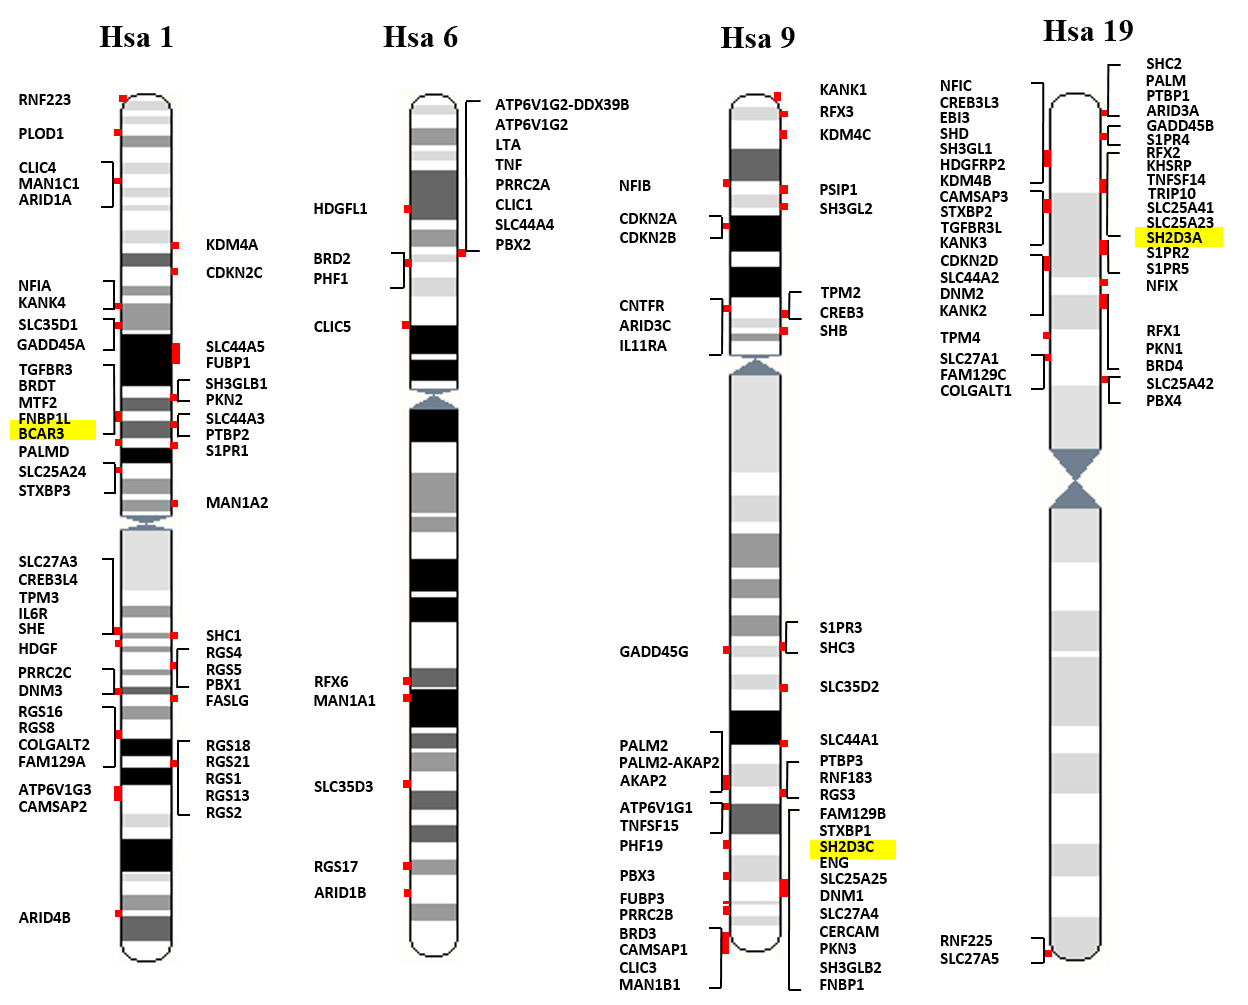 Hsa 1
RNF223
PLOD1
CLIC4
MAN1C1
ARID1A
NFIA
KANK4
SLC35D1
GADD45A
TGFBR3
BRDT
MTF2
FNBP1L
BCAR3
PALMD
SLC25A24
STXBP3
SLC27A3
CREB3L4
TPM3
IL6R
SHE
HDGF
PRRC2C
DNM3
RGS16
RGS8
COLGALT2
FAM129A
ATP6V1G3
CAMSAP2
ARID4B
KDM4A
CDKN2C
SLC44A5
FUBP1
SH3GLB1
PKN2
SLC44A3
PTBP2
S1PR1
MAN1A2
SHC1
RGS4
RGS5
PBX1
FASLG
RGS18
RGS21
RGS1
RGS13
RGS2
Hsa 6
HDGFL1
BRD2
PHF1
CLIC5
RFX6
MAN1A1
SLC35D3
RGS17
ARID1B
ATP6V1G2-DDX39B
ATP6V1G2
LTA
TNF
PRRC2A
CLIC1
SLC44A4
PBX2
Hsa 9
NFIB
CDKN2A
CDKN2B
CNTFR
ARID3C
IL11RA
GADD45G
PALM2
PALM2-AKAP2
AKAP2
ATP6V1G1
TNFSF15
PHF19
PBX3
FUBP3
PRRC2B
BRD3
CAMSAP1
CLIC3
MAN1B1
KANK1
RFX3
KDM4C
PSIP1
SH3GL2
TPM2
CREB3
SHB
S1PR3
SHC3
SLC35D2
SLC44A1
PTBP3
RNF183
RGS3
FAM129B
STXBP1
SH2D3C
ENG
SLC25A25
DNM1
SLC27A4
CERCAM
PKN3
SH3GLB2
FNBP1
Hsa 19
NFIC
CREB3L3
EBI3
SHD
SH3GL1
HDGFRP2
KDM4B
CAMSAP3
STXBP2
TGFBR3L
KANK3
CDKN2D
SLC44A2
DNM2
KANK2
TPM4
SLC27A1
FAM129C
COLGALT1
RNF225
SLC27A5
SHC2
PALM
PTBP1
ARID3A
GADD45B
S1PR4
RFX2
KHSRP
TNFSF14
TRIP10
SLC25A41
SLC25A23
SH2D3A
S1PR2
S1PR5
NFIX
RFX1
PKN1
BRD4
SLC25A42
PBX4